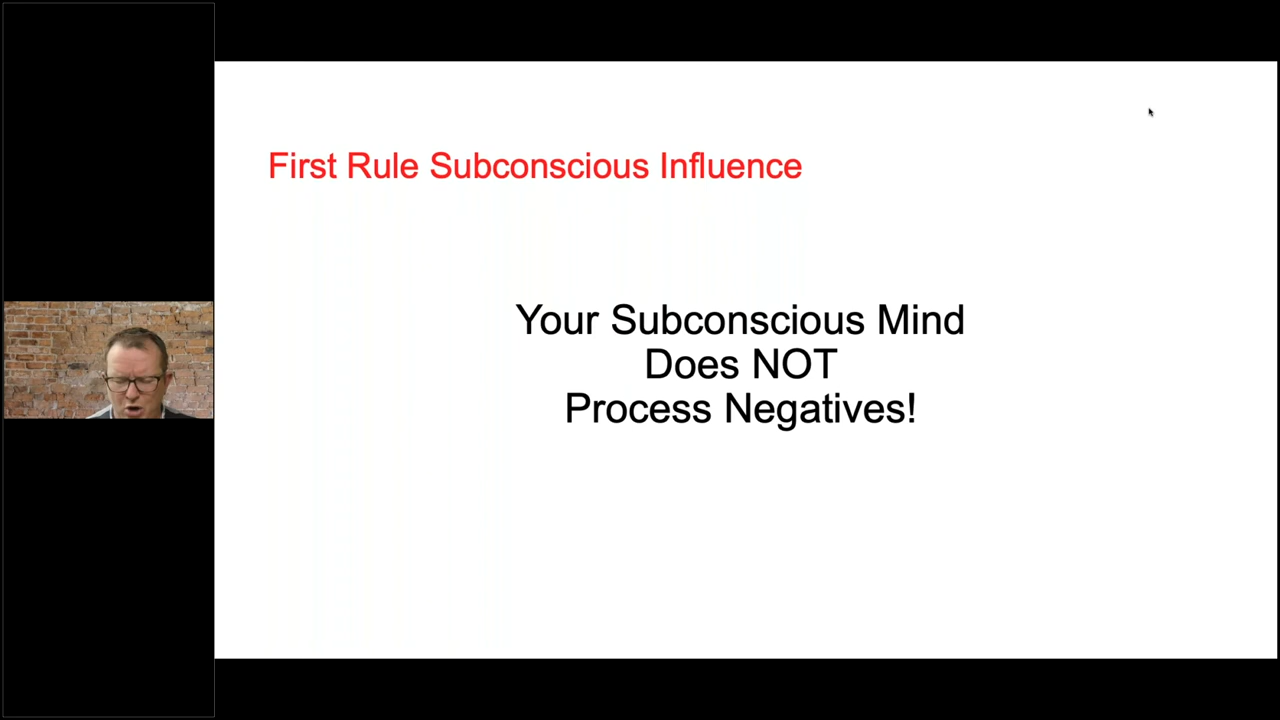 First Rule Subconscious Influence
Your Subconscious Mind
Does NOT
Process Negatives!